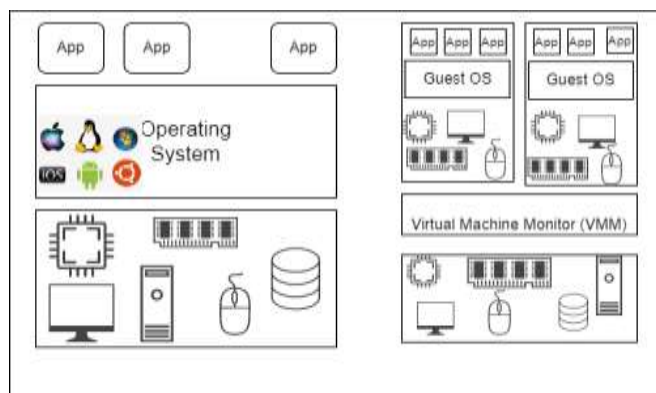 App App App
Operating
System
iOS
App App App
Guest OS
App App App
Guest OS
Virtual Machine Monitor (VMM)